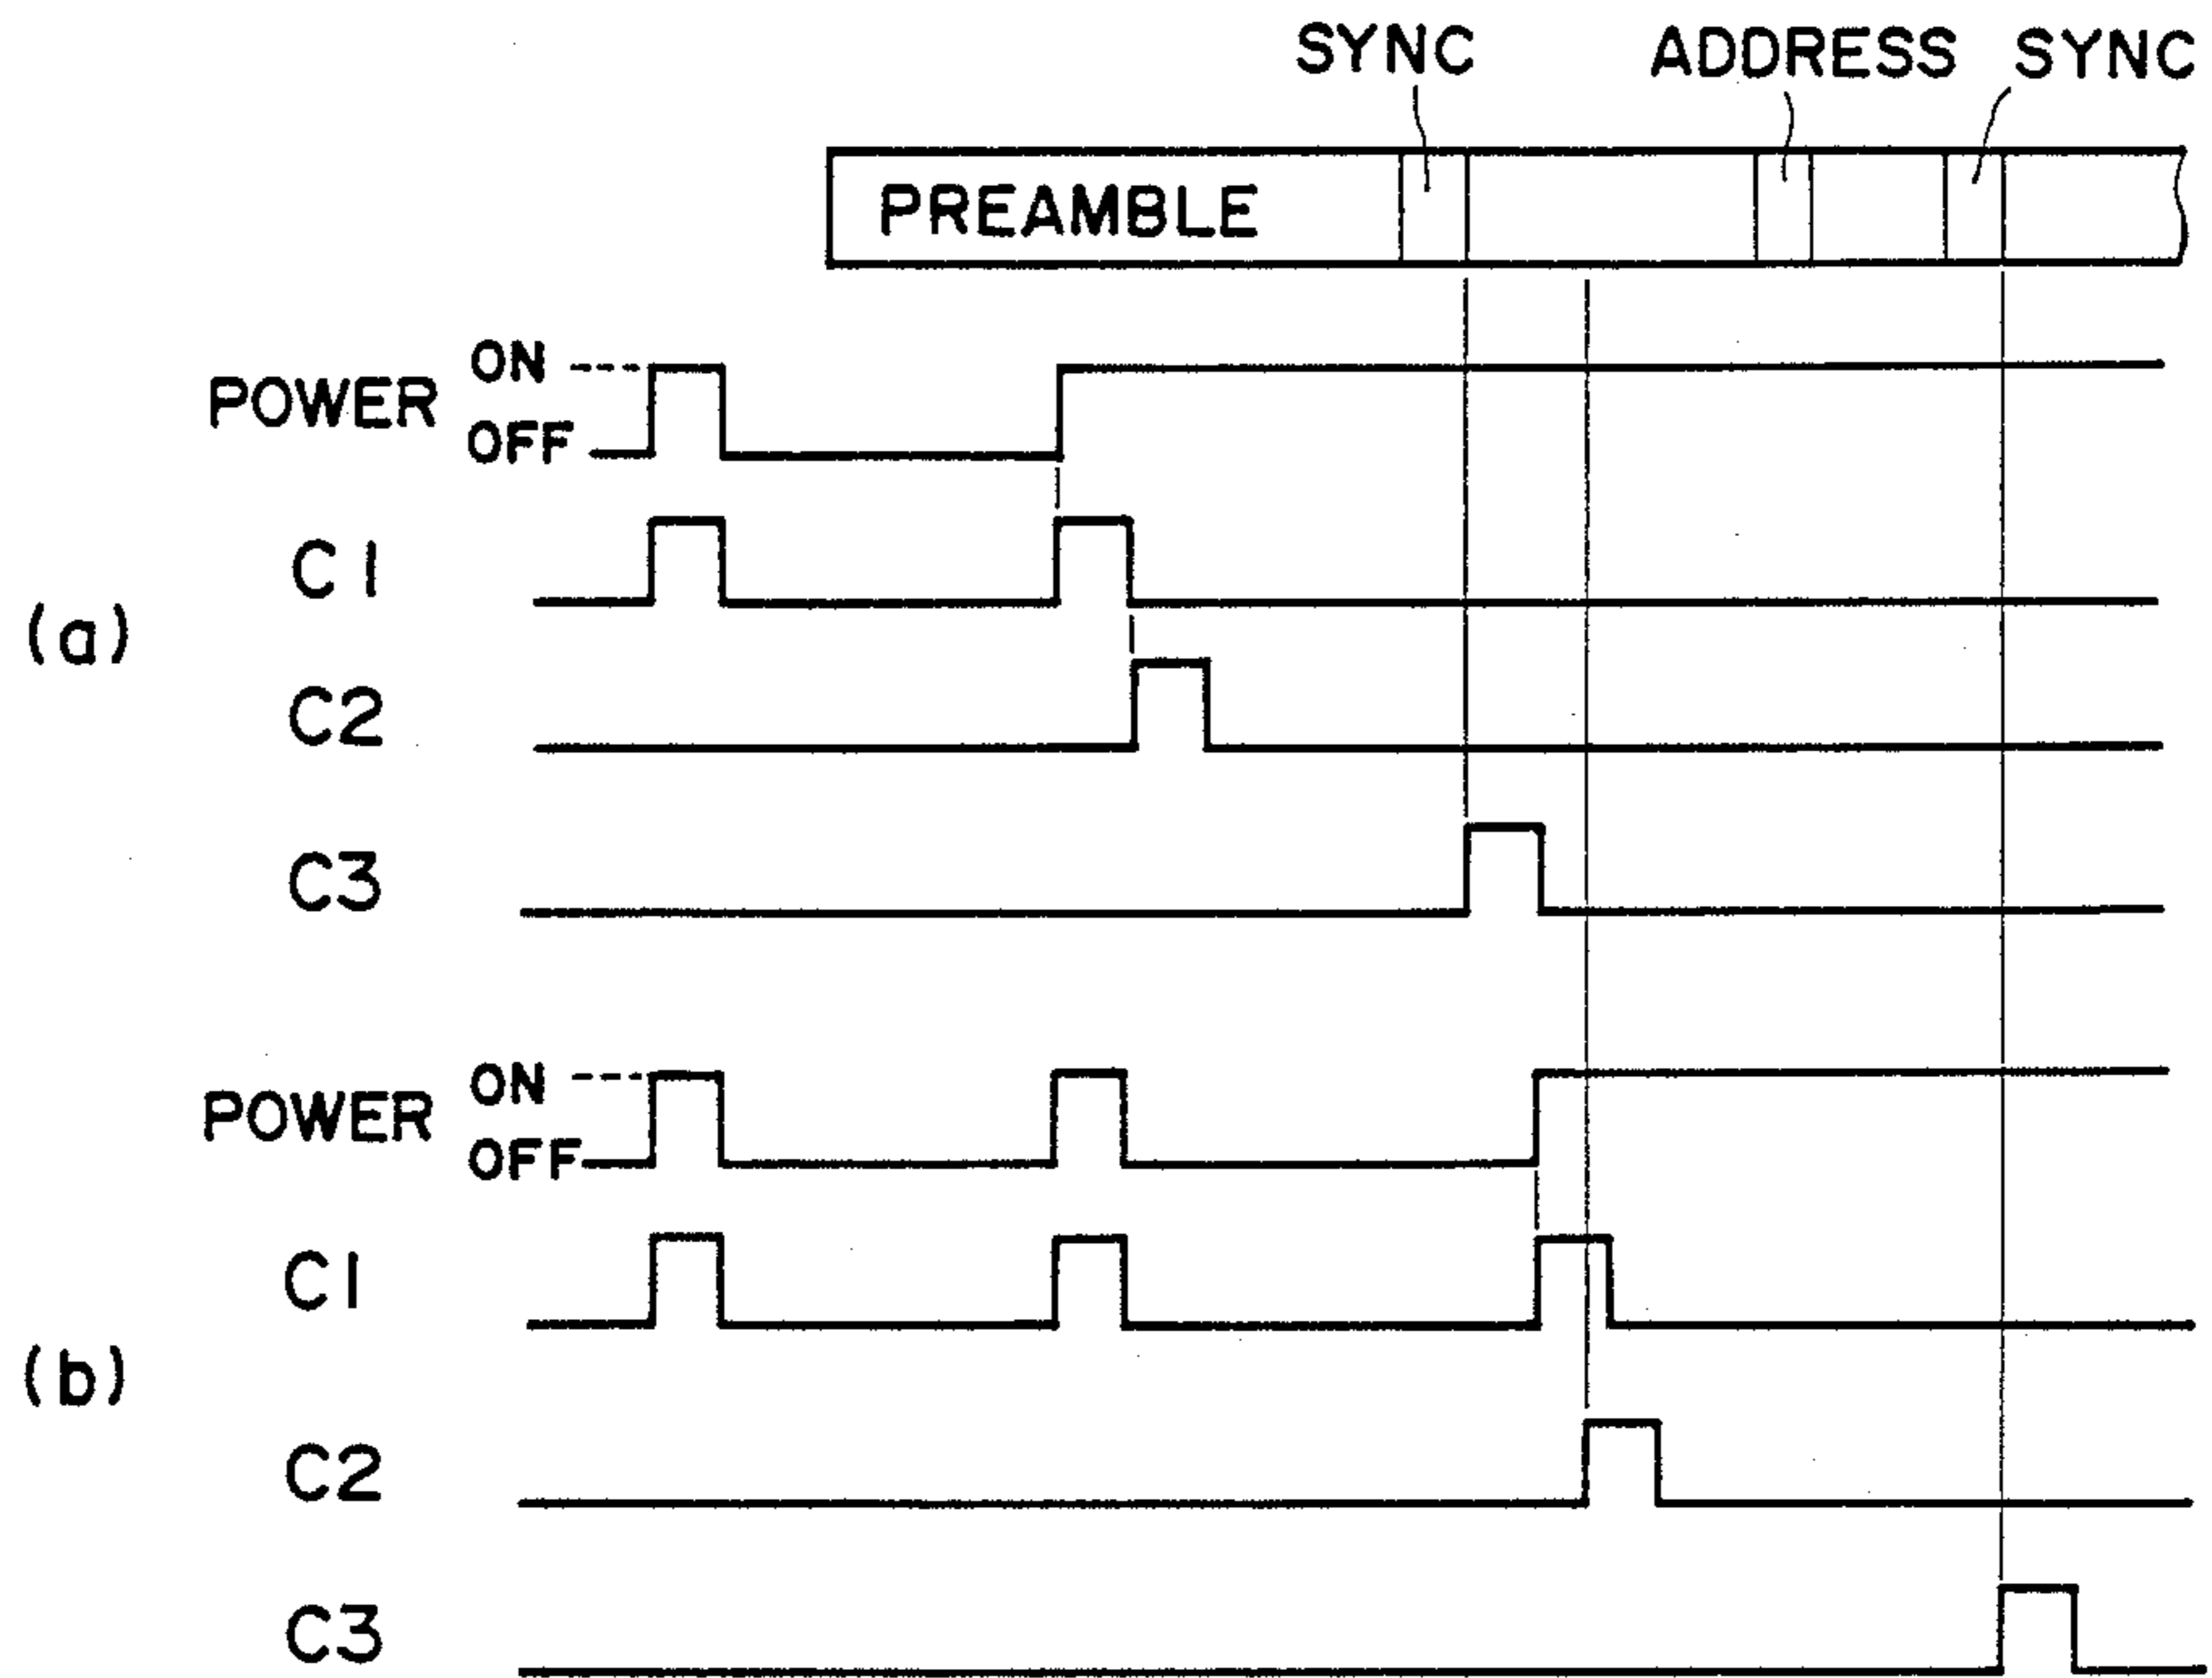 SYNC ADDRESS SYNC
PREAMBLE
POWER ON
OFF
C1
(a)
C2
C3
POWER ON
OFF
C1
(b)
C2
C3